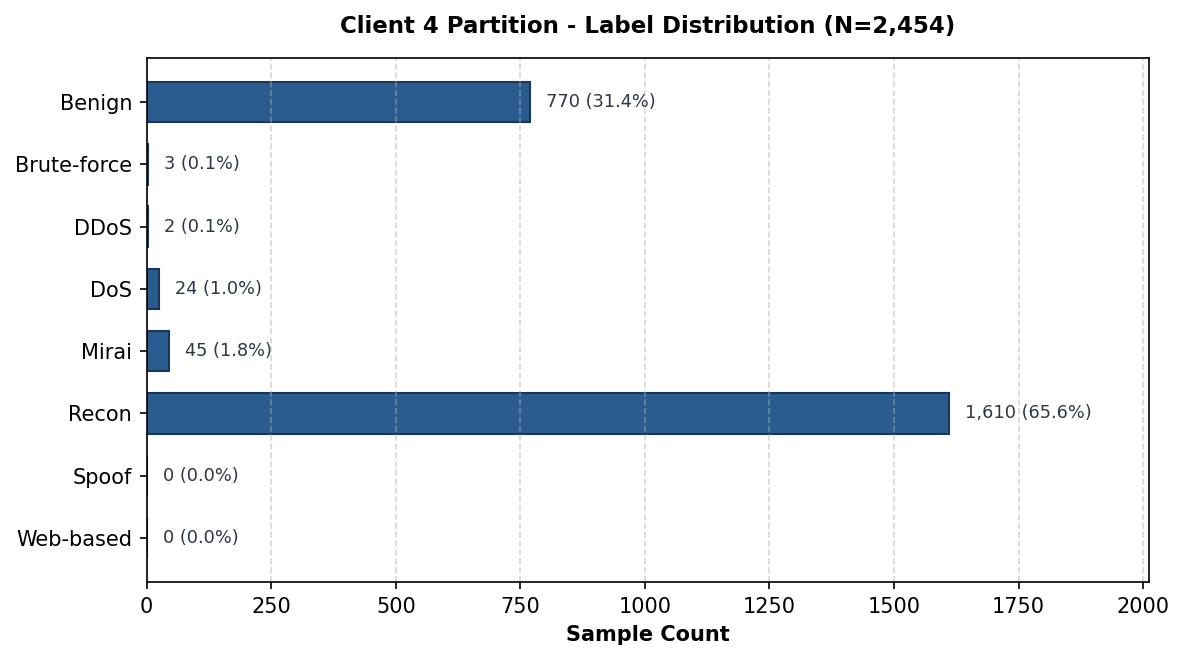 Client 4 Partition - Label Distribution (N=2,454)
Benign 770 (31.4%)
Brute-force 3 (0.1%)
DDoS 2 (0.1%)
DoS 24 (1.0%)
Mirai 45 (1.8%)
Recon 1,610 (65.6%)
Spoof 0 (0.0%)
Web-based 0 (0.0%)
0 250 500 750 1000 1250 1500 1750 2000
Sample Count